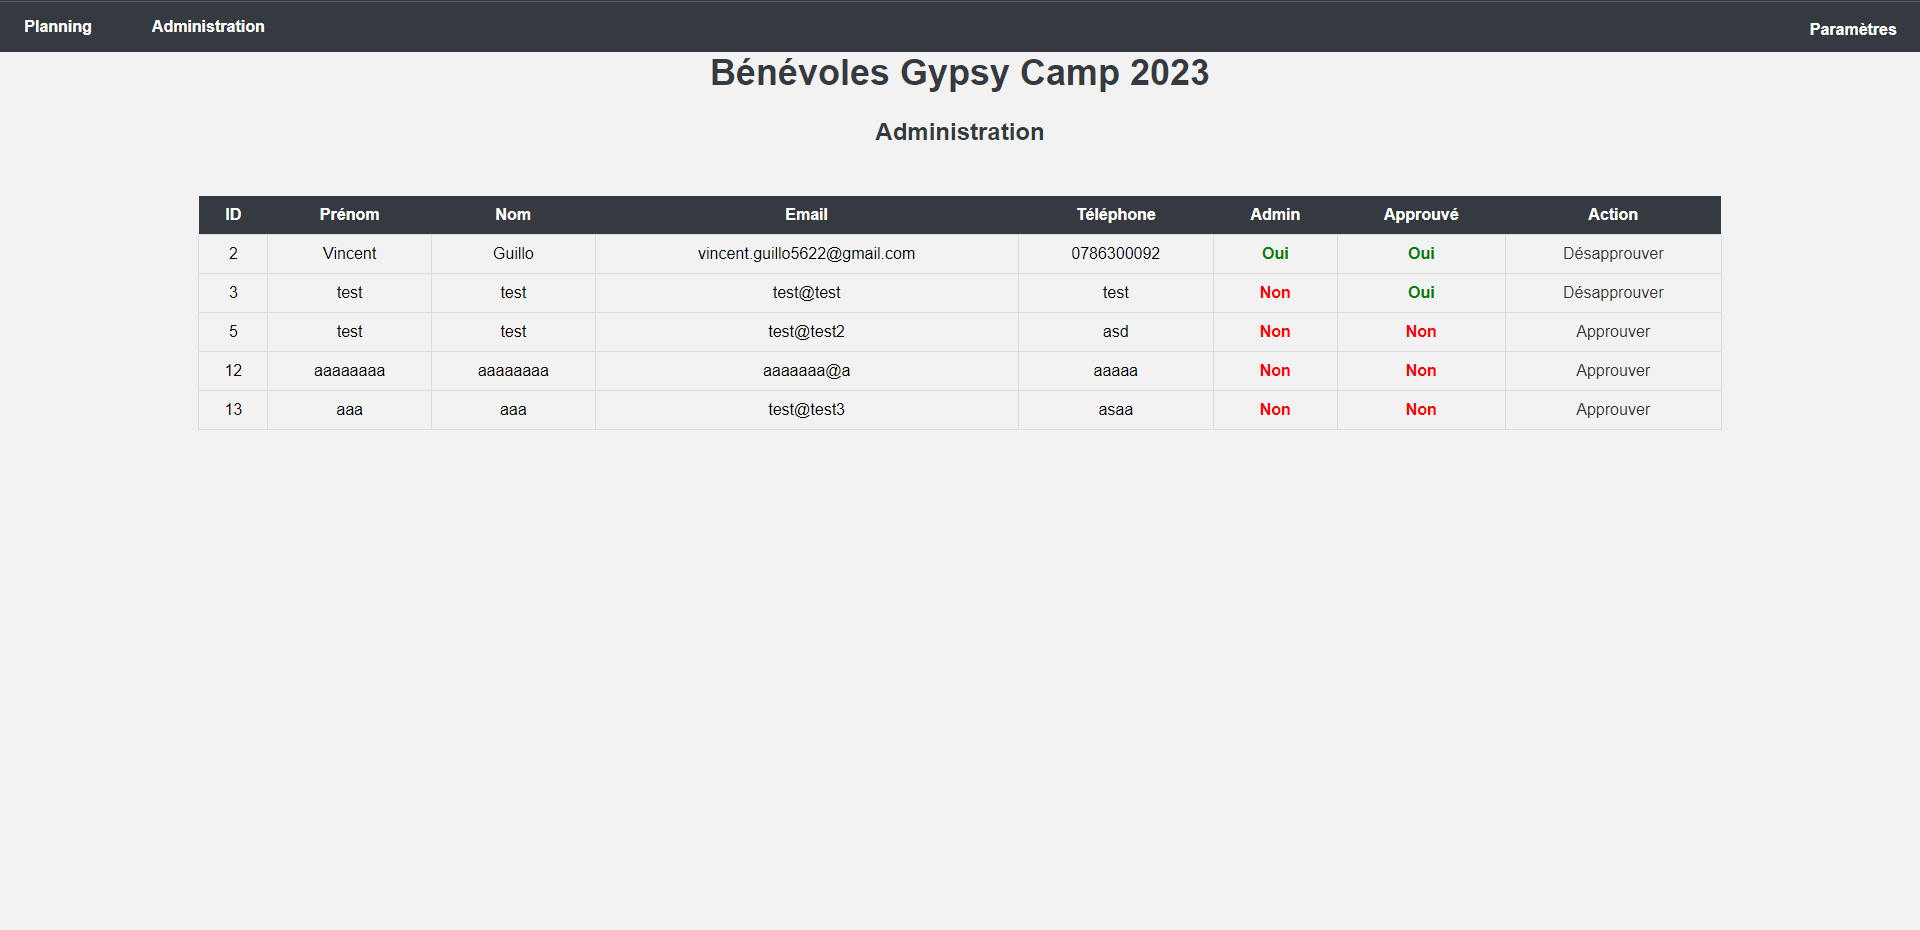 Planning Administration Paramètres
Bénévoles Gypsy Camp 2023
Administration
ID Prénom Nom Email Téléphone Admin Approuvé Action
2 Vincent Guillo vincent.guillo5622@gmail.com 0786300092 Oui Oui Désapprouver
3 test test test@test test Non Oui Désapprouver
5 test test test@test2 asd Non Non Approuver
12 aaaaaaaa aaaaaaaa aaaaaaa@a aaaaa Non Non Approuver
13 aaa aaa test@test3 asaa Non Non Approuver